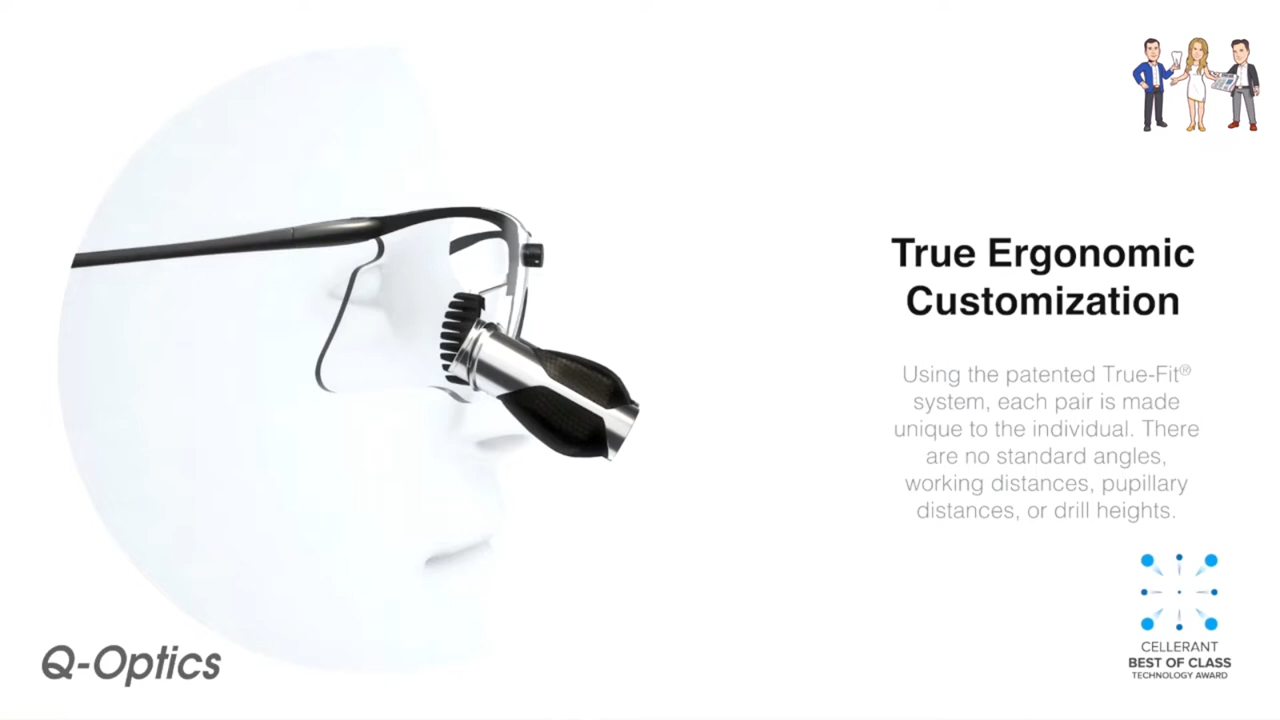 True Ergonomic
Customization
Using the patented True-Fit®
system, each pair is made
unique to the individual. There
are no standard angles,
working distances, pupillary
distances, or drill heights.
Q-Optics
CELLERANT
BEST OF CLASS
TECHNOLOGY AWARD